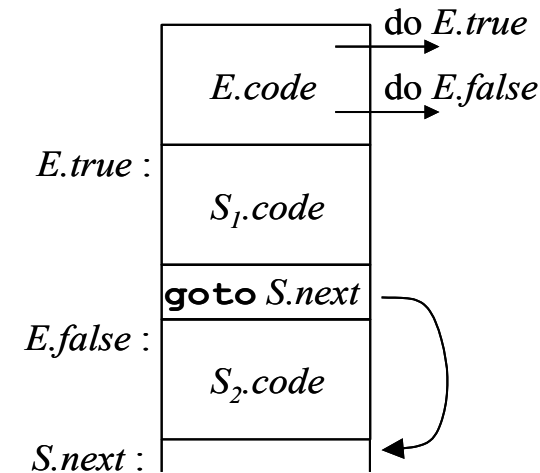 do E.true
E.code
do E.false
E.true :
S₁.code
goto S.next
E.false :
S₂.code
S.next :